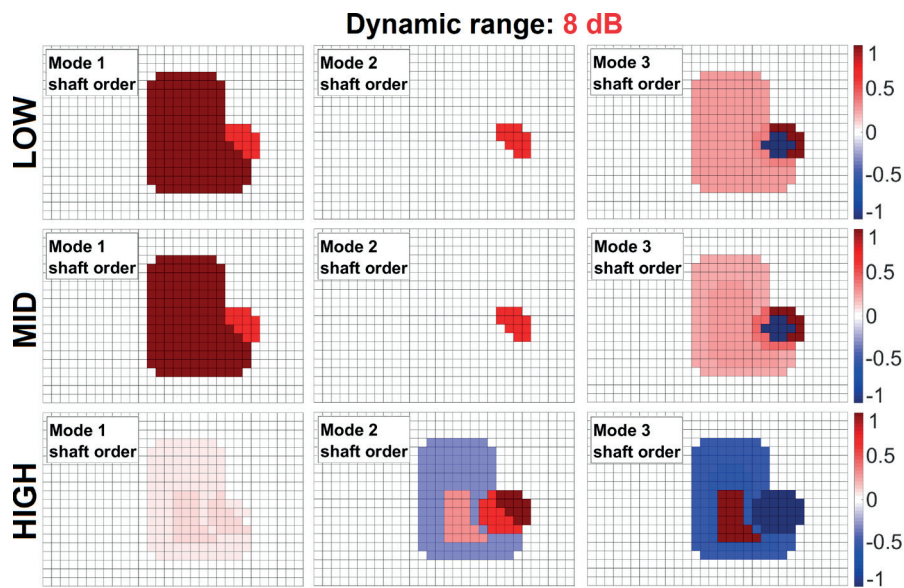 Dynamic range: 8 dB
LOW
Mode 1
shaft order
Mode 2
shaft order
Mode 3
shaft order
1
0.5
0
-0.5
-1
MID
Mode 1
shaft order
Mode 2
shaft order
Mode 3
shaft order
1
0.5
0
-0.5
-1
HIGH
Mode 1
shaft order
Mode 2
shaft order
Mode 3
shaft order
1
0.5
0
-0.5
-1